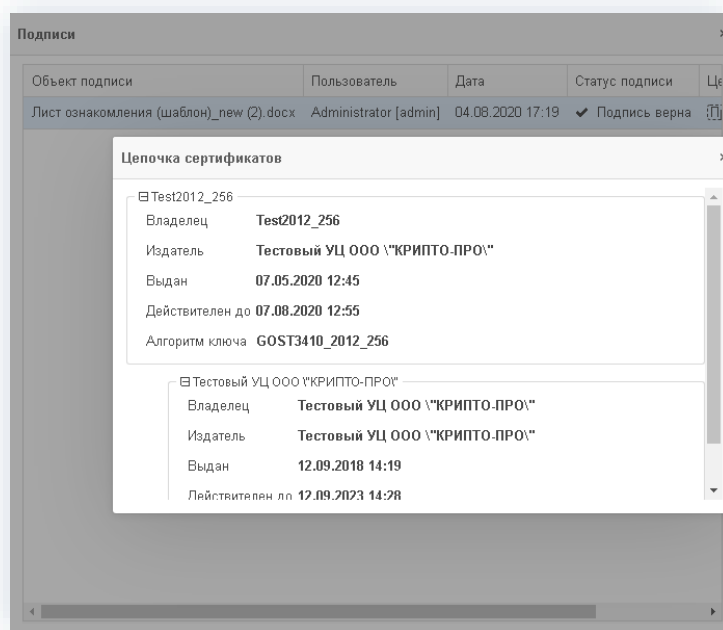 Подписи
Объект подписи Пользователь Дата Статус подписи
Лист ознакомления (шаблон)_new (2).docx Administrator [admin] 04.08.2020 17:19 Подпись верна
Цепочка сертификатов
Test2012_256
Владелец Test2012_256
Издатель Тестовый УЦ ООО \"КРИПТО-ПРО\"
Выдан 07.05.2020 12:45
Действителен до 07.08.2020 12:55
Алгоритм ключа GOST3410_2012_256
Тестовый УЦ ООО \"КРИПТО-ПРО\"
Владелец Тестовый УЦ ООО \"КРИПТО-ПРО\"
Издатель Тестовый УЦ ООО \"КРИПТО-ПРО\"
Выдан 12.09.2018 14:19
Действителен до 12.09.2023 14:28